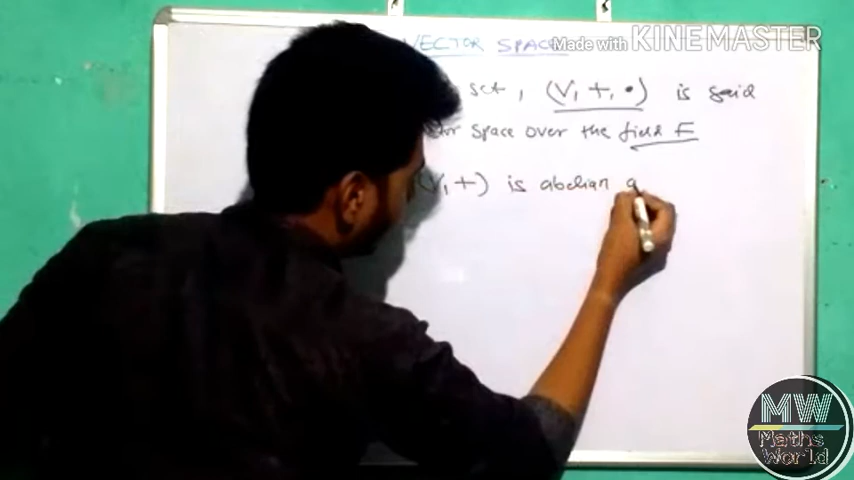 VECTOR SPACE
Made with KINEMASTER
set, (V, +, •) is said
space over the field F
(V, +) is abelian g
MW
Maths
World